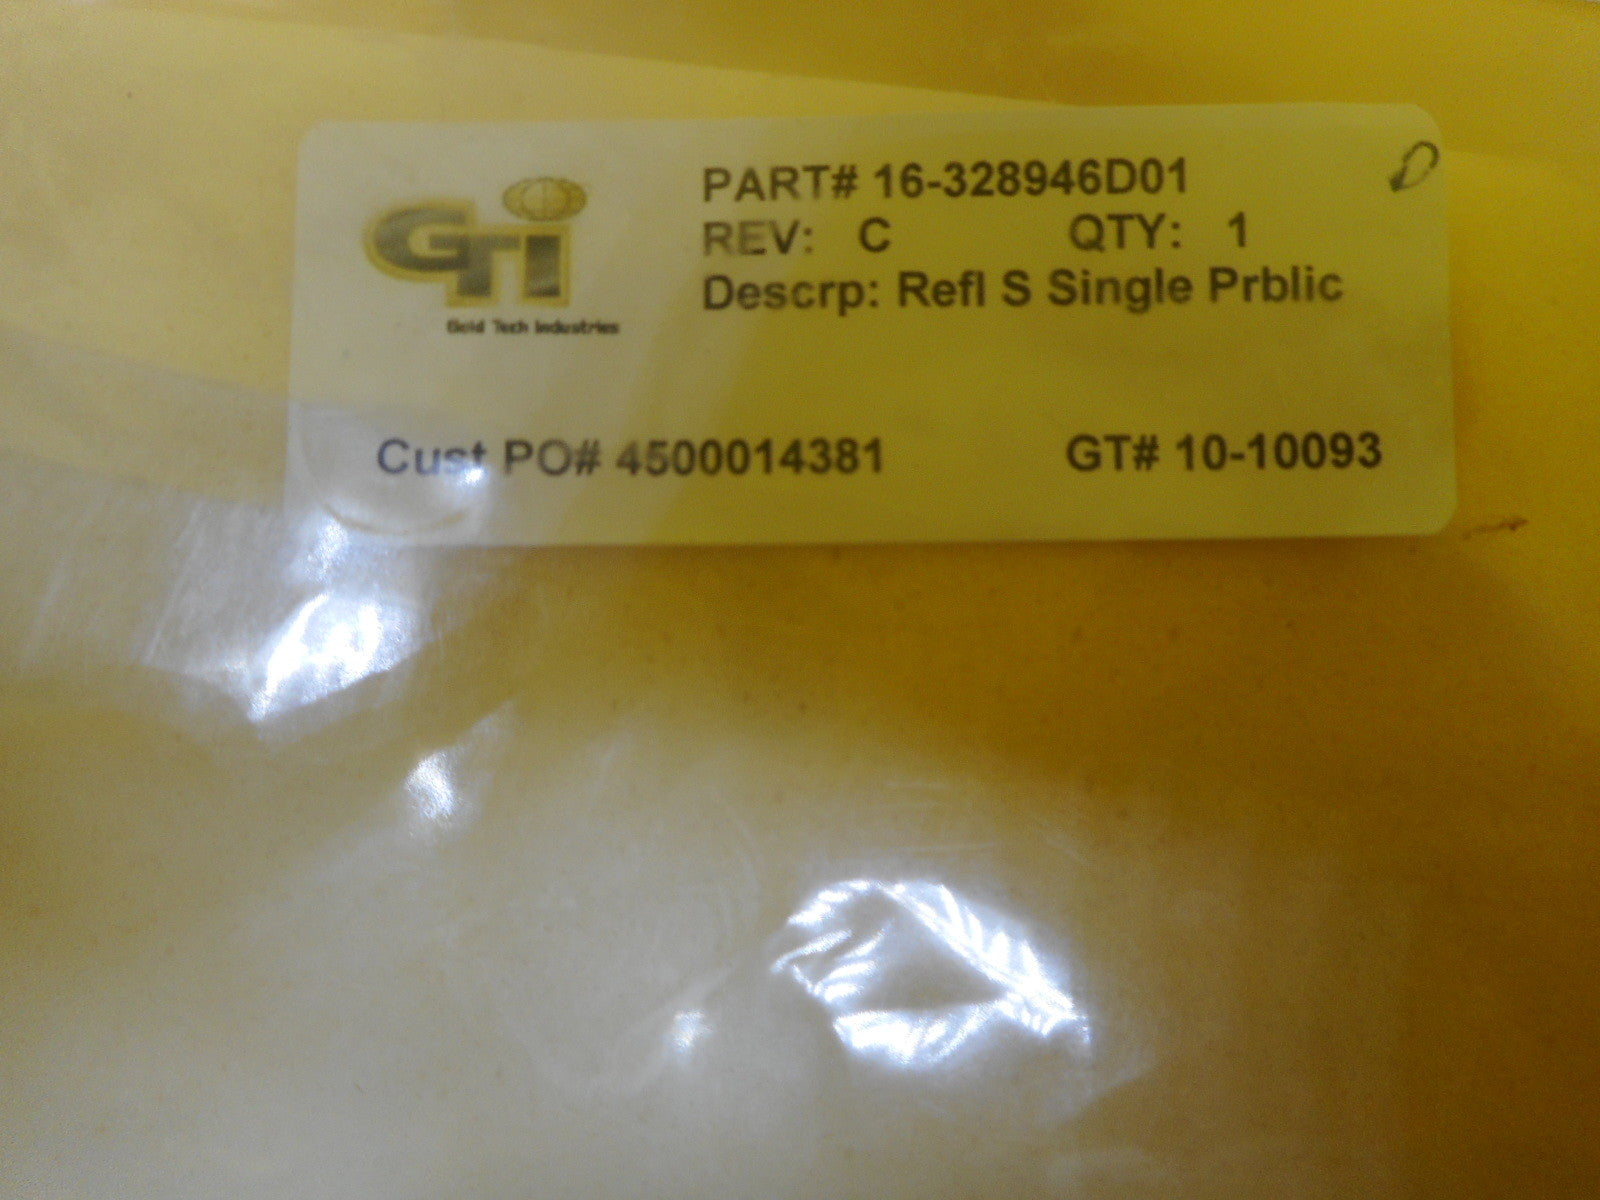 GTi
Gold Tech Industries
PART# 16-328946D01
REV: C QTY: 1
Descrp: Refl S Single Prblic
Cust PO# 4500014381 GT# 10-10093